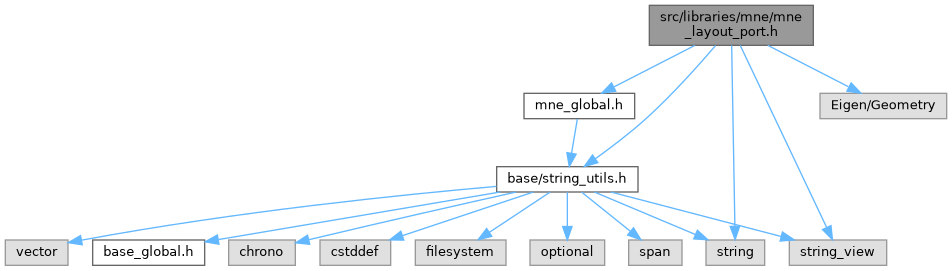 src/libraries/mne/mne
_layout_port.h
mne_global.h
Eigen/Geometry
base/string_utils.h
vector
base_global.h
chrono
cstddef
filesystem
optional
span
string
string_view